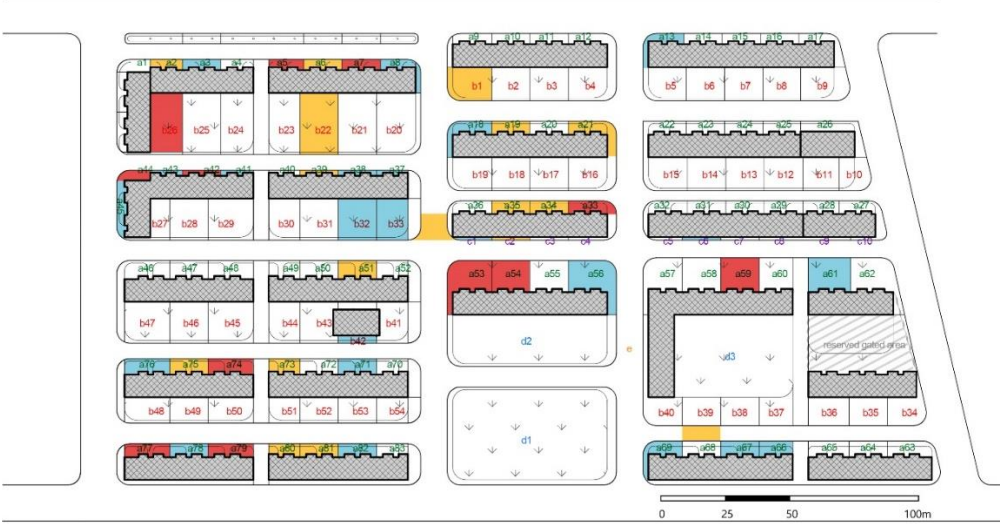 a9 a10 a11 a12
a13 a14 a15 a16 a17
a1 a2 a3 a4 a5 a6 a7 a8
b1 b2 b3 b4
b5 b6 b7 b8 b9
b26 b25 b24 b23 b22 b21 b20
a18 a19 a20 a21
a22 a23 a24 a25 a26
b19 b18 b17 b16
b15 b14 b13 b12 b11 b10
a44 a43 a42 a41 a40 a39 a38 a37
a45
b27 b28 b29 b30 b31 b32 b33
a36 a35 a34 a33
a32 a31 a30 a29 a28 a27
c1 c2 c3 c4
c5 c6 c7 c8 c9 c10
a46 a47 a48 a49 a50 a51 a52
a53 a54 a55 a56
a57 a58 a59 a60 a61 a62
b47 b46 b45 b44 b43 b41
b42
d2
e
d3
reserved gated area
a76 a75 a74 a73 a72 a71 a70
b48 b49 b50 b51 b52 b53 b54
b40 b39 b38 b37 b36 b35 b34
d1
a77 a78 a79 a80 a81 a82 a83
a69 a68 a67 a66 a65 a64 a63
0 25 50 100m